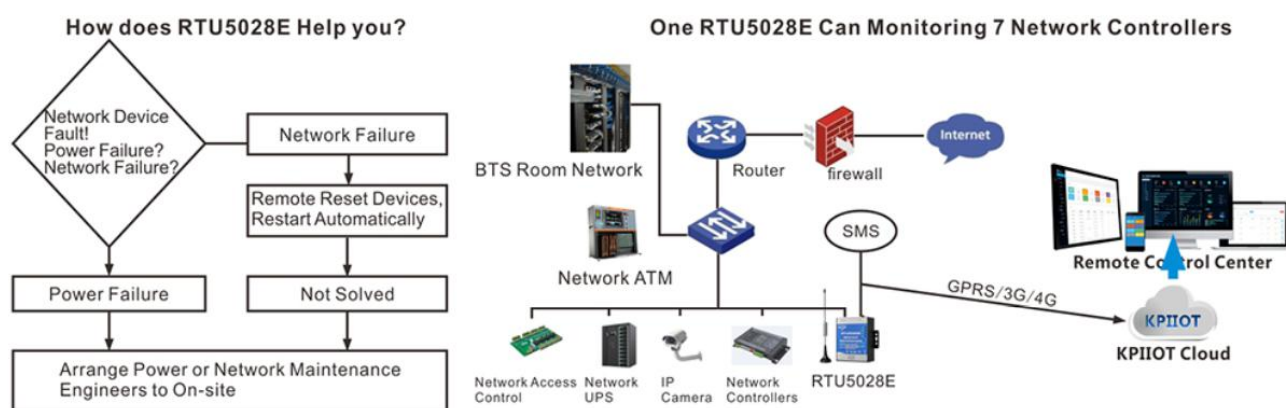 How does RTU5028E Help you?
Network Device
Fault!
Power Failure?
Network Failure?
Network Failure
Remote Reset Devices,
Restart Automatically
Power Failure
Not Solved
Arrange Power or Network Maintenance
Engineers to On-site
One RTU5028E Can Monitoring 7 Network Controllers
BTS Room Network
Router
firewall
Internet
Network ATM
SMS
Remote Control Center
GPRS/3G/4G
KPIIOT
KPIIOT Cloud
Network Access
Control
Network
UPS
IP
Camera
Network
Controllers
RTU5028E